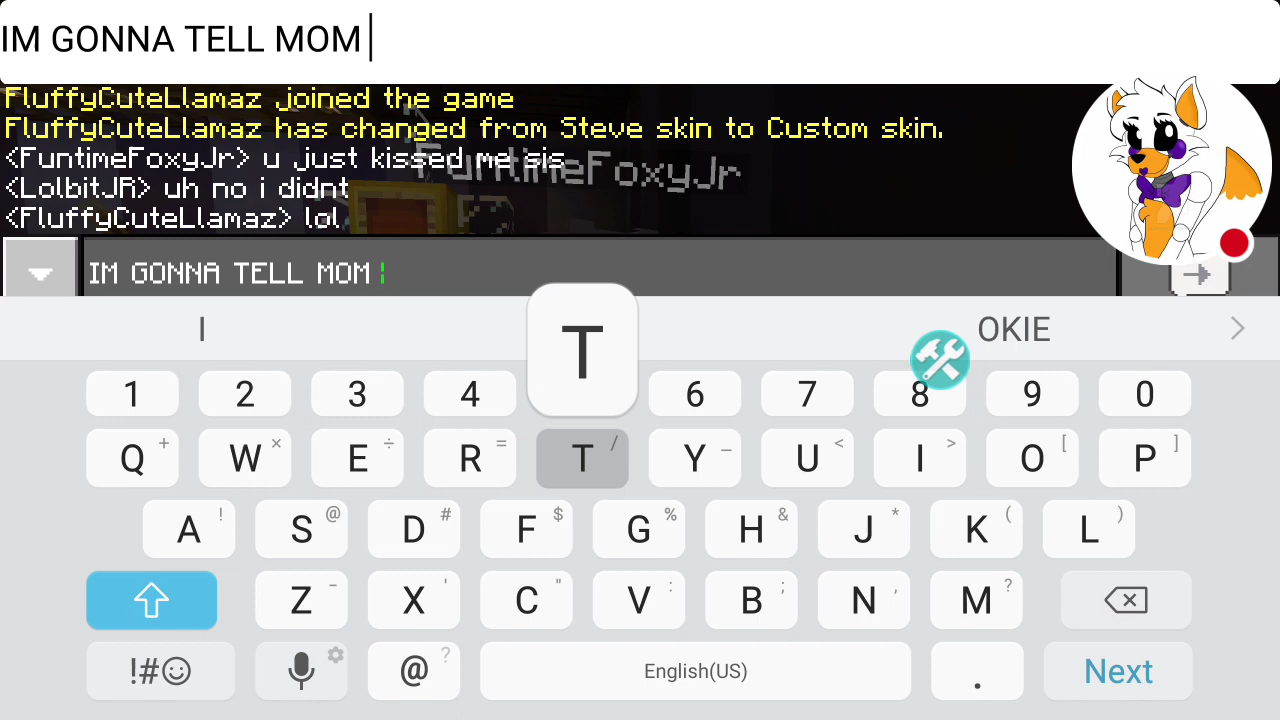 IM GONNA TELL MOM
FluffyCuteLlamaz joined the game
FluffyCuteLlamaz has changed from Steve skin to Custom skin.
<FuntimeFoxyJr> u just kissed me sis
FuntimeFoxyJr
<LolbitJR> uh no i didnt
<FluffyCuteLlamaz> lol
IM GONNA TELL MOM
I OKIE
T
1 2 3 4 6 7 8 9 0
Q + W × E ÷ R = T / Y _ U < I > O [ P ]
A ! S @ D # F $ G % H & J * K ( L )
Z - X ' C " V : B ; N , M ?
!#☺ @ ? English(US) . Next